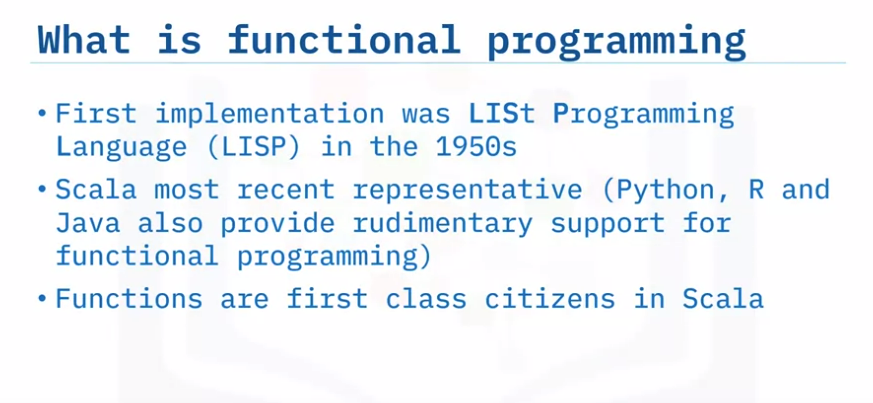 What is functional programming
• First implementation was LISt Programming
Language (LISP) in the 1950s
• Scala most recent representative (Python, R and
Java also provide rudimentary support for
functional programming)
• Functions are first class citizens in Scala